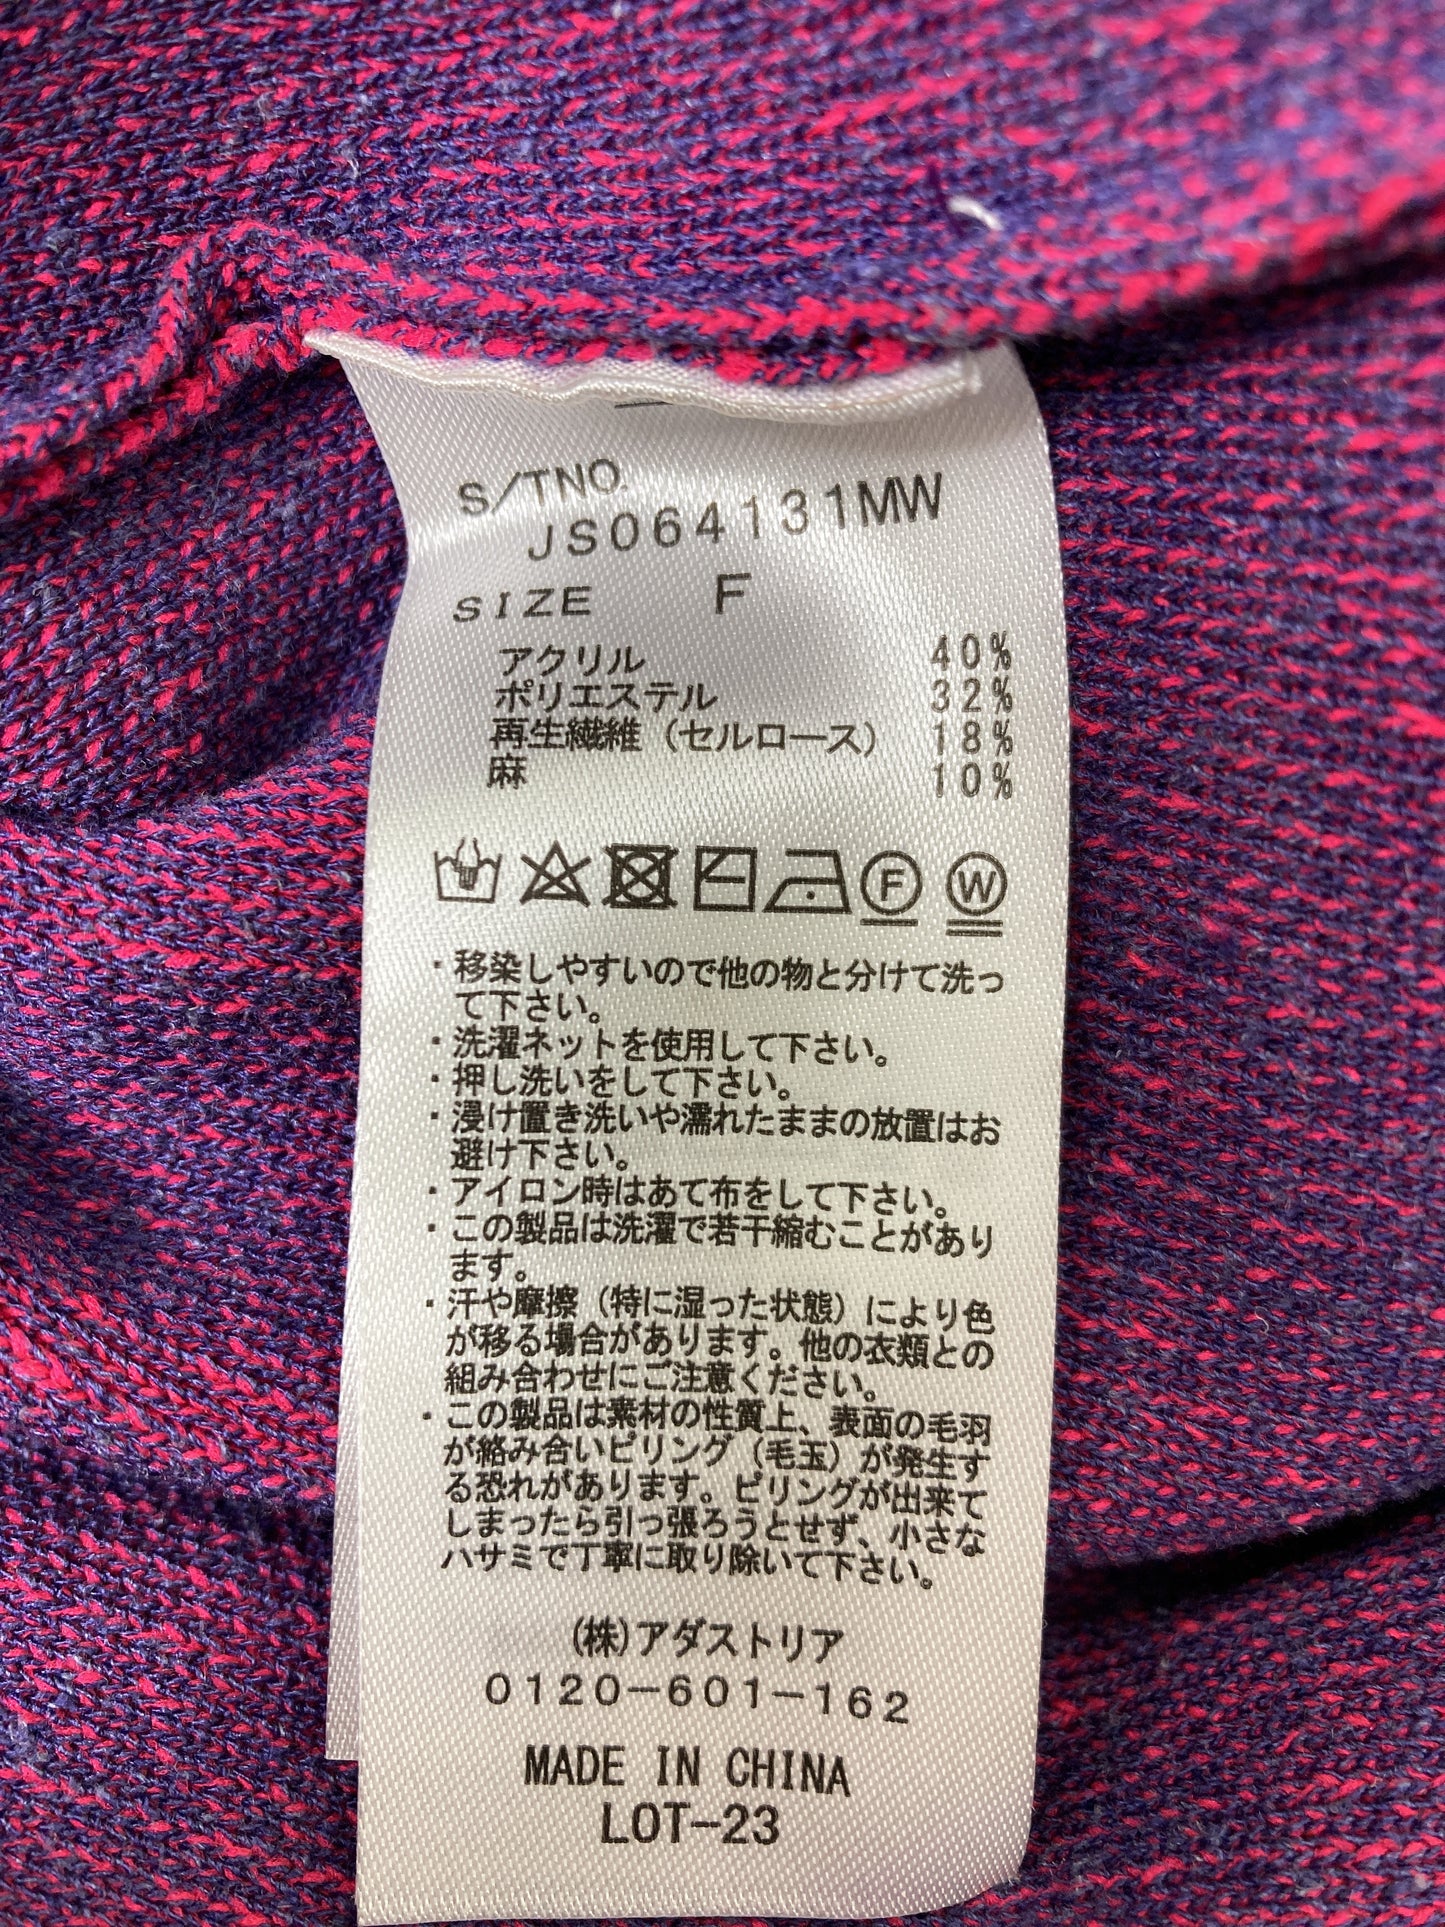 S/TNO.
JS064131MW
SIZE F
アクリル 40%
ポリエステル 32%
再生繊維（セルロース） 18%
麻 10%
F W
・移染しやすいので他の物と分けて洗っ
て下さい。
・洗濯ネットを使用して下さい。
・押し洗いをして下さい。
・浸け置き洗いや濡れたままの放置はお
避け下さい。
・アイロン時はあて布をして下さい。
・この製品は洗濯で若干縮むことがあり
ます。
・汗や摩擦（特に湿った状態）により色
が移る場合があります。他の衣類との
組み合わせにご注意ください。
・この製品は素材の性質上、表面の毛羽
が絡み合いピリング（毛玉）が発生す
る恐れがあります。ピリングが出来て
しまったら引っ張ろうとせず、小さな
ハサミで丁寧に取り除いて下さい。
(株)アダストリア
0120-601-162
MADE IN CHINA
LOT-23